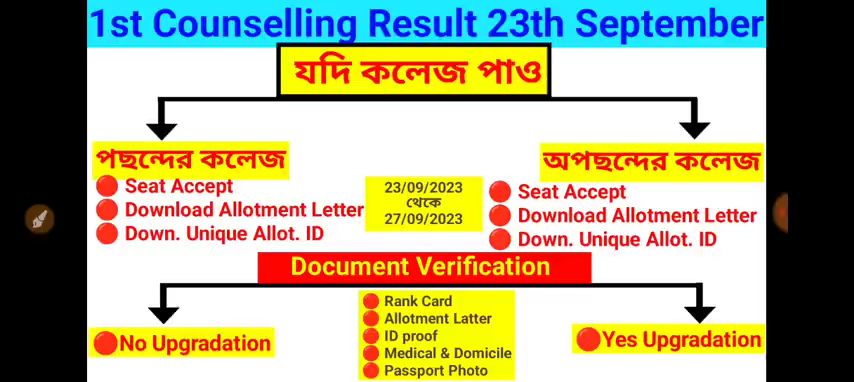 1st Counselling Result 23th September
যদি কলেজ পাও
পছন্দের কলেজ
Seat Accept
Download Allotment Letter
Down. Unique Allot. ID
23/09/2023
থেকে
27/09/2023
অপছন্দের কলেজ
Seat Accept
Download Allotment Letter
Down. Unique Allot. ID
Document Verification
No Upgradation
Rank Card
Allotment Latter
ID proof
Medical & Domicile
Passport Photo
Yes Upgradation